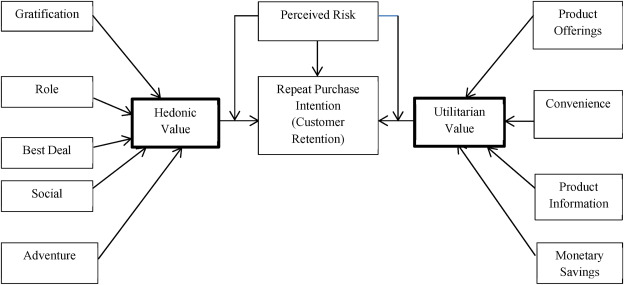 Gratification
Role
Best Deal
Social
Adventure
Hedonic
Value
Perceived Risk
Repeat Purchase
Intention
(Customer
Retention)
Utilitarian
Value
Product
Offerings
Convenience
Product
Information
Monetary
Savings